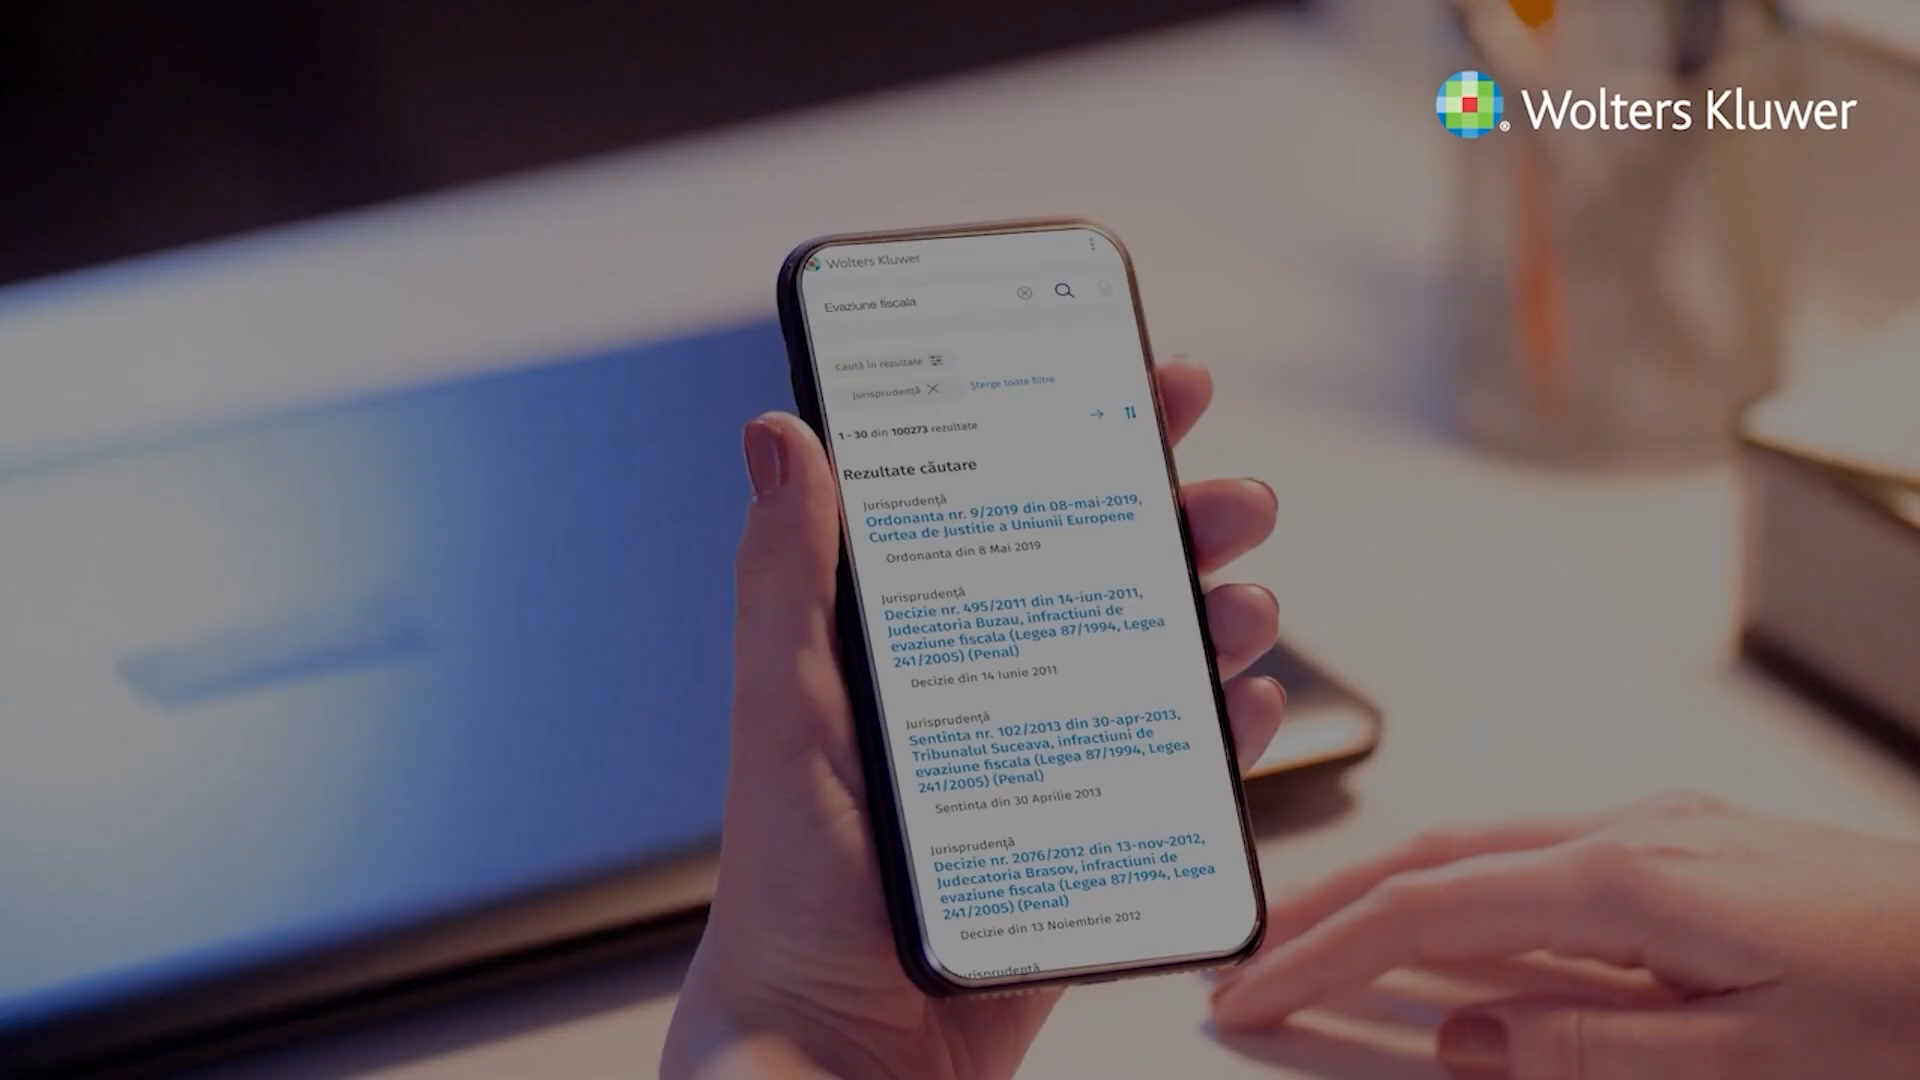 Wolters Kluwer
Wolters Kluwer
Evaziune fiscala
Caută în rezultate
Jurisprudență
Șterge toate filtre
1 - 30 din 100273 rezultate
Rezultate căutare
Jurisprudență
Ordonanta nr. 9/2019 din 08-mai-2019,
Curtea de Justitie a Uniunii Europene
Ordonanta din 8 Mai 2019
Jurisprudență
Decizie nr. 495/2011 din 14-iun-2011,
Judecatoria Buzau, infractiuni de
evaziune fiscala (Legea 87/1994, Legea
241/2005) (Penal)
Decizie din 14 Iunie 2011
Jurisprudență
Sentinta nr. 102/2013 din 30-apr-2013,
Tribunalul Suceava, infractiuni de
evaziune fiscala (Legea 87/1994, Legea
241/2005) (Penal)
Sentinta din 30 Aprilie 2013
Jurisprudență
Decizie nr. 2076/2012 din 13-nov-2012,
Judecatoria Brasov, infractiuni de
evaziune fiscala (Legea 87/1994, Legea
241/2005) (Penal)
Decizie din 13 Noiembrie 2012
Jurisprudență